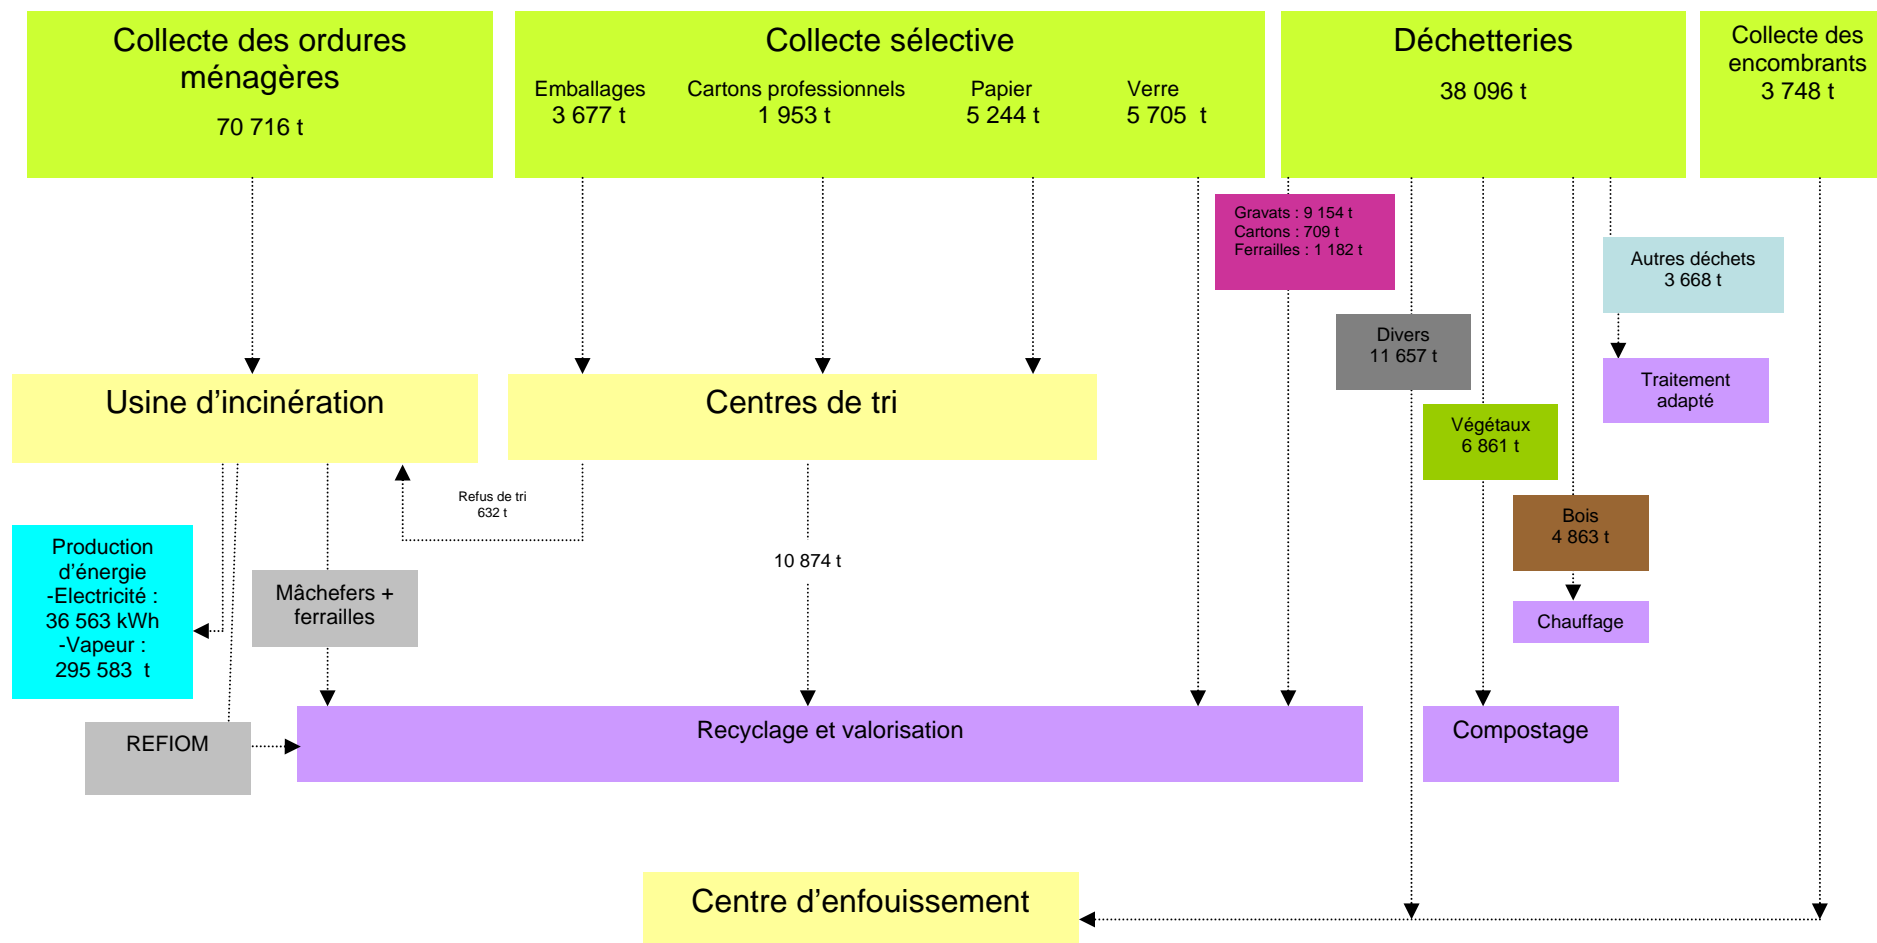 Collecte des ordures
ménagères
70 716 t
Collecte sélective
Emballages
3 677 t
Cartons professionnels
1 953 t
Papier
5 244 t
Verre
5 705  t
Déchetteries
38 096 t
Collecte des
encombrants
3 748 t
Gravats : 9 154 t
Cartons : 709 t
Ferrailles : 1 182 t
Autres déchets
3 668 t
Divers
11 657 t
Traitement
adapté
Usine d’incinération
Centres de tri
Végétaux
6 861 t
Refus de tri
632 t
Bois
4 863 t
Production
d’énergie
-Electricité :
36 563 kWh
-Vapeur :
295 583  t
10 874 t
Mâchefers +
ferrailles
Chauffage
REFIOM
Recyclage et valorisation
Compostage
Centre d’enfouissement